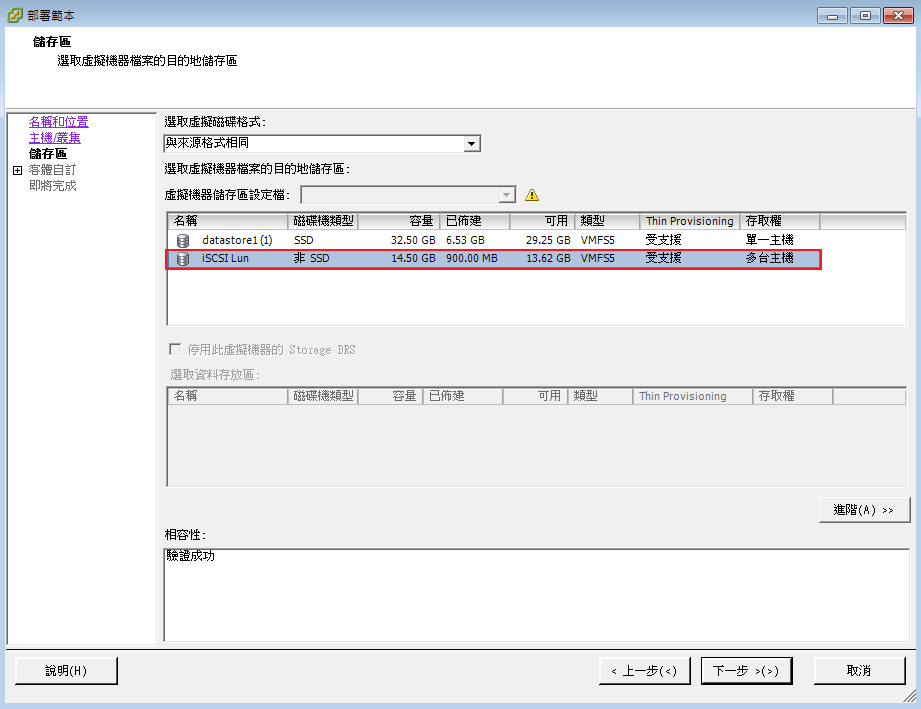 部署範本
儲存區
選取虛擬機器檔案的目的地儲存區
名稱和位置
主機/叢集
儲存區
客體自訂
即將完成
選取虛擬磁碟格式:
與來源格式相同
選取虛擬機器檔案的目的地儲存區:
虛擬機器儲存區設定檔:
名稱 磁碟機類型 容量 已佈建 可用 類型 Thin Provisioning 存取權
datastore1 (1) SSD 32.50 GB 6.53 GB 29.25 GB VMFS5 受支援 單一主機
iSCSI Lun 非 SSD 14.50 GB 900.00 MB 13.62 GB VMFS5 受支援 多台主機
停用此虛擬機器的 Storage DRS
選取資料存放區:
名稱 磁碟機類型 容量 已佈建 可用 類型 Thin Provisioning 存取權
進階(A) >>
相容性:
驗證成功
說明(H) < 上一步(<) 下一步 >(>) 取消